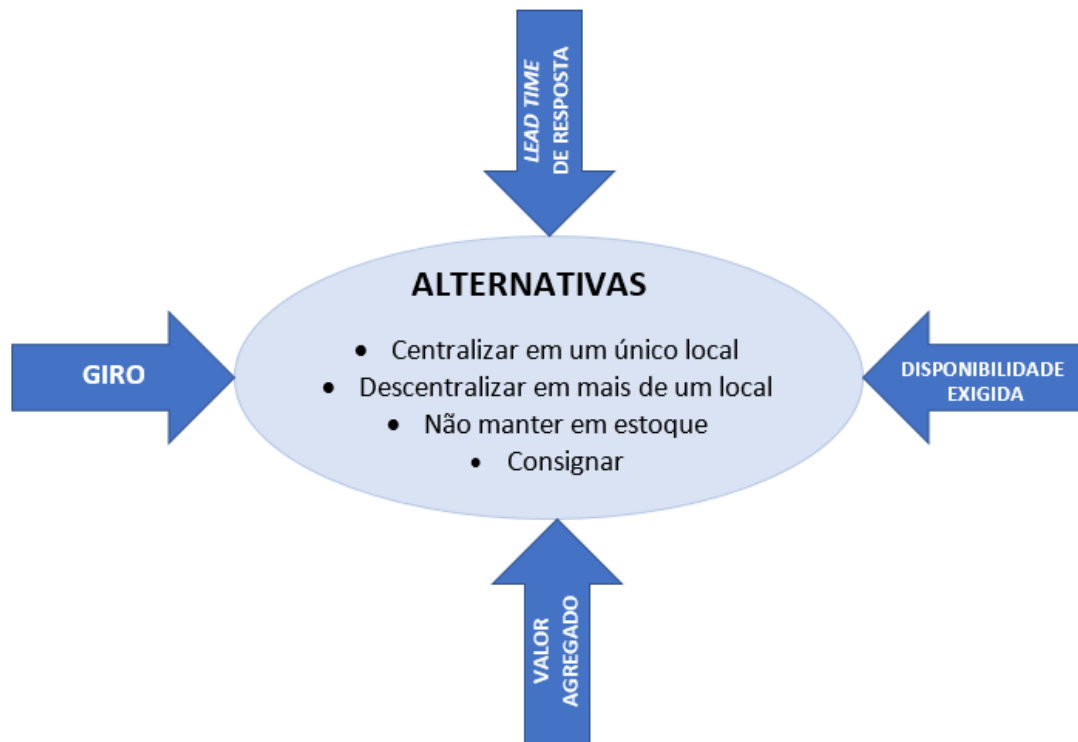 LEAD TIME
DE RESPOSTA
ALTERNATIVAS
• Centralizar em um único local
• Descentralizar em mais de um local
• Não manter em estoque
• Consignar
GIRO
DISPONIBILIDADE
EXIGIDA
VALOR
AGREGADO